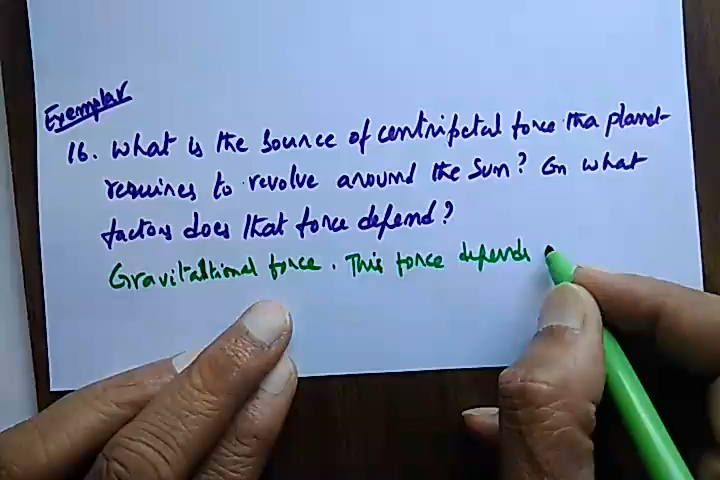 Exemplar
16. What is the source of centripetal force tha planet
requires to revolve around the Sun? On what
factors does that force depend?
Gravitational force. This force depends